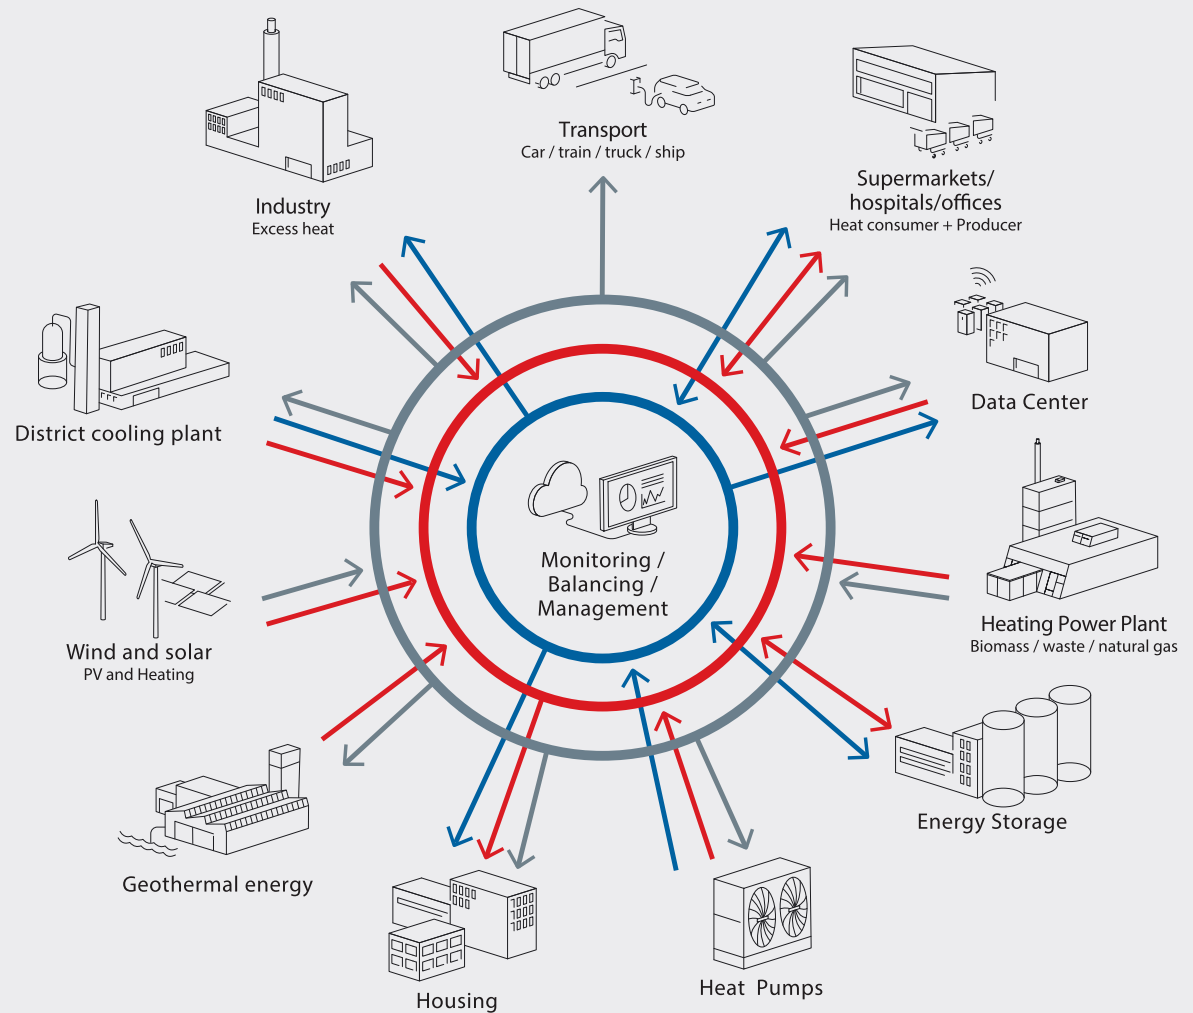 Transport
Car / train / truck / ship
Supermarkets/
hospitals/offices
Heat consumer + Producer
Industry
Excess heat
Data Center
District cooling plant
Monitoring /
Balancing /
Management
Heating Power Plant
Biomass / waste / natural gas
Wind and solar
PV and Heating
Energy Storage
Geothermal energy
Housing
Heat Pumps